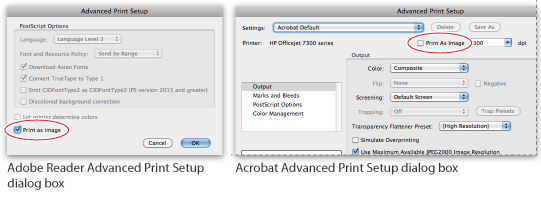 Advanced Print Setup
PostScript Options
Language: Language Level 3
Font and Resource Policy: Send by Range
Download Asian Fonts
Convert TrueType to Type 1
Emit CIDFontType2 as CIDFontType2 (PS version 2015 and greater)
Discolored background correction
Let printer determine colors
Print as image
Cancel OK
Adobe Reader Advanced Print Setup
dialog box
Advanced Print Setup
Settings: Acrobat Default Delete Save As
Printer: HP Officejet 7300 series Print As Image 300 dpi
Output
Marks and Bleeds
PostScript Options
Color Management
Output
Color: Composite
Flip: None Negative
Screening: Default Screen
Trapping: Off Trap Presets
Transparency Flattener Preset: [High Resolution]
Simulate Overprinting
Use Maximum Available JPEG2000 Image Resolution
Acrobat Advanced Print Setup dialog box